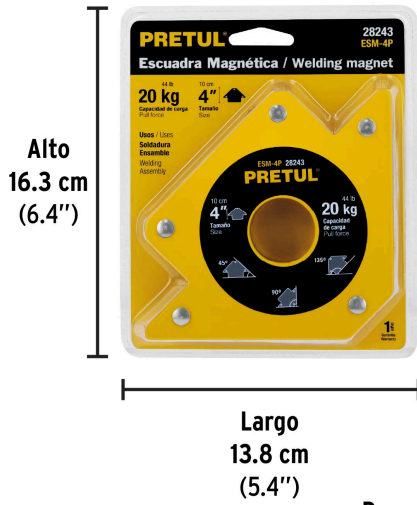 PRETUL®
28243
ESM-4P
Escuadra Magnética / Welding magnet
44 lb
20 kg
Capacidad de carga
Pull force
10 cm
4"
Tamaño
Size
Usos / Uses
Soldadura
Ensamble
Welding
Assembly
ESM-4P 28243
PRETUL®
10 cm
4"
Tamaño
Size
44 lb
20 kg
Capacidad
de carga
Pull force
45°
135°
90°
1
Garantía
Warranty
Alto
16.3 cm
(6.4’’)
Largo
13.8 cm
(5.4’’)